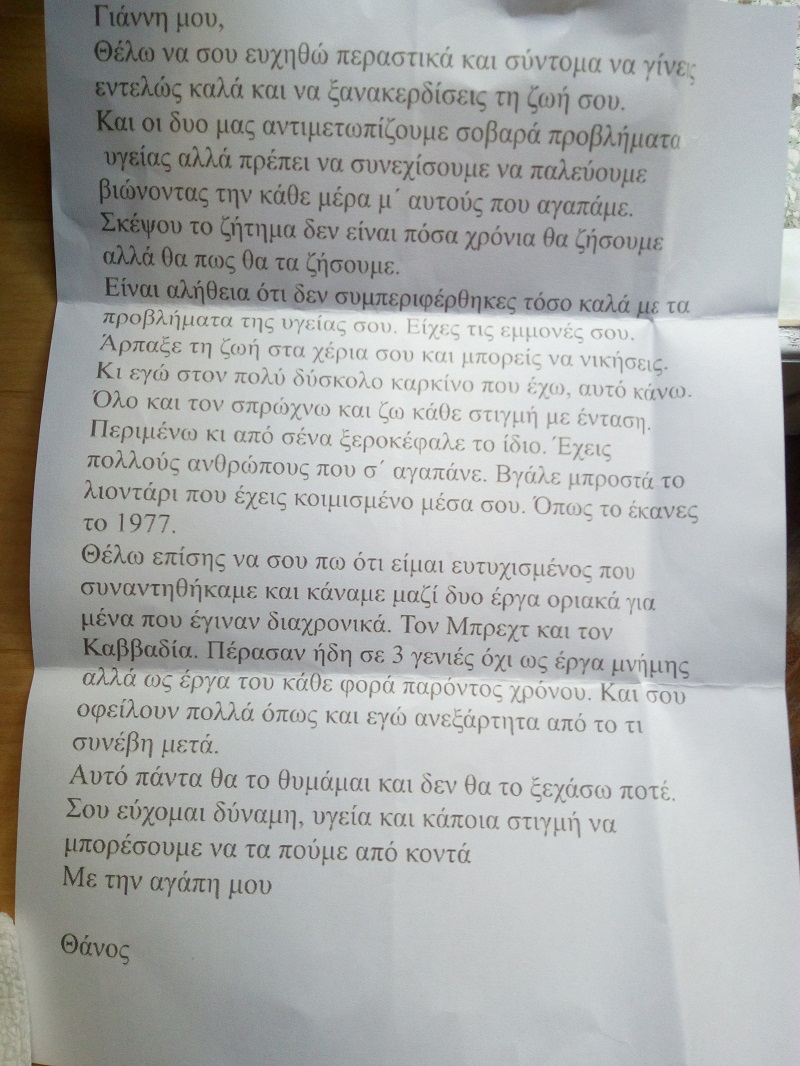 Γιάννη μου,
Θέλω να σου ευχηθώ περαστικά και σύντομα να γίνεις
εντελώς καλά και να ξανακερδίσεις τη ζωή σου.
Και οι δυο μας αντιμετωπίζουμε σοβαρά προβλήματα
υγείας αλλά πρέπει να συνεχίσουμε να παλεύουμε
βιώνοντας την κάθε μέρα μ΄ αυτούς που αγαπάμε.
Σκέψου το ζήτημα δεν είναι πόσα χρόνια θα ζήσουμε
αλλά θα πως θα τα ζήσουμε.
Είναι αλήθεια ότι δεν συμπεριφέρθηκες τόσο καλά με τα
προβλήματα της υγείας σου. Είχες τις εμμονές σου.
Άρπαξε τη ζωή στα χέρια σου και μπορείς να νικήσεις.
Κι εγώ στον πολύ δύσκολο καρκίνο που έχω, αυτό κάνω.
Όλο και τον σπρώχνω και ζω κάθε στιγμή με ένταση.
Περιμένω κι από σένα ξεροκέφαλε το ίδιο. Έχεις
πολλούς ανθρώπους που σ΄ αγαπάνε. Βγάλε μπροστά το
λιοντάρι που έχεις κοιμισμένο μέσα σου. Όπως το έκανες
το 1977.
Θέλω επίσης να σου πω ότι είμαι ευτυχισμένος που
συναντηθήκαμε και κάναμε μαζί δυο έργα οριακά για
μένα που έγιναν διαχρονικά. Τον Μπρεχτ και τον
Καββαδία. Πέρασαν ήδη σε 3 γενιές όχι ως έργα μνήμης
αλλά ως έργα του κάθε φορά παρόντος χρόνου. Και σου
οφείλουν πολλά όπως και εγώ ανεξάρτητα από το τι
συνέβη μετά.
Αυτό πάντα θα το θυμάμαι και δεν θα το ξεχάσω ποτέ.
Σου εύχομαι δύναμη, υγεία και κάποια στιγμή να
μπορέσουμε να τα πούμε από κοντά
Με την αγάπη μου
Θάνος